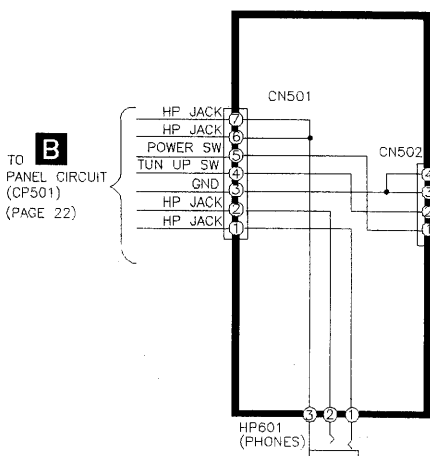 CN501
HP JACK 7
HP JACK 6
POWER SW 5
TUN UP SW 4
GND 3
HP JACK 2
HP JACK 1
TO B
PANEL CIRCUIT
(CP501)
(PAGE 22)
CN502
4
3
2
1
3 2 1
HP601
(PHONES)